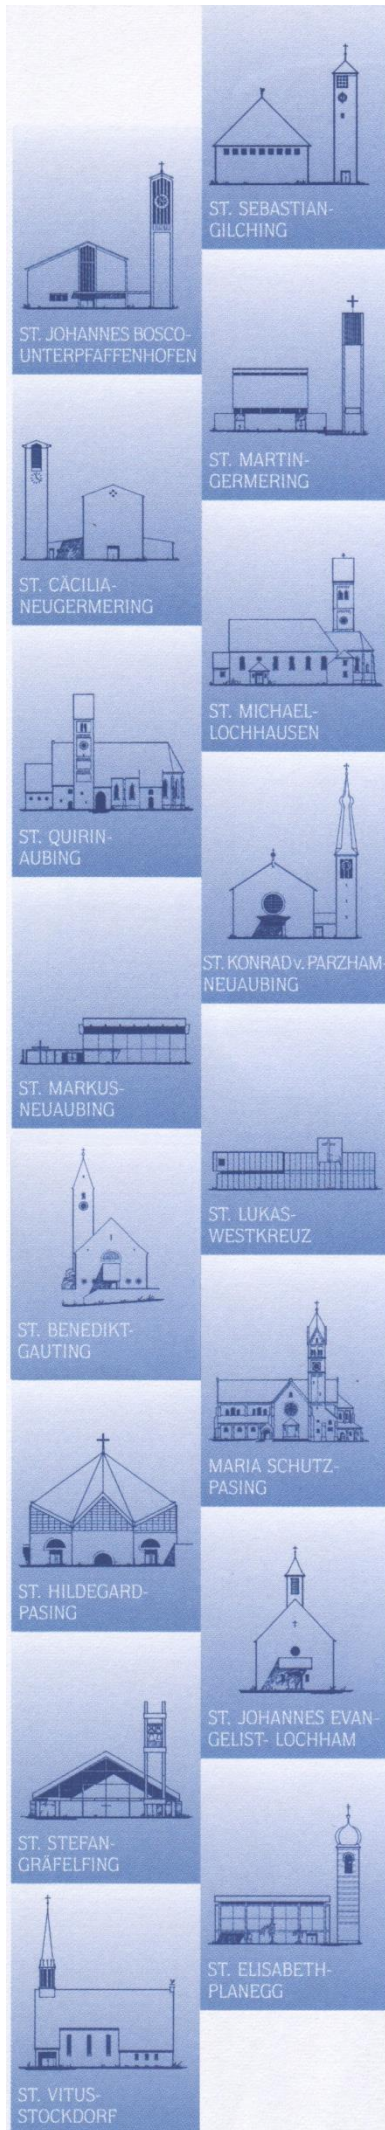 ST. SEBASTIAN-
GILCHING
ST. JOHANNES BOSCO-
UNTERPFAFFENHOFEN
ST. MARTIN-
GERMERING
ST. CÄCILIA-
NEUGERMERING
ST. MICHAEL-
LOCHHAUSEN
ST. QUIRIN-
AUBING
ST. KONRAD v. PARZHAM-
NEUAUBING
ST. MARKUS-
NEUAUBING
ST. LUKAS-
WESTKREUZ
ST. BENEDIKT-
GAUTING
MARIA SCHUTZ-
PASING
ST. HILDEGARD-
PASING
ST. JOHANNES EVAN-
GELIST- LOCHHAM
ST. STEFAN-
GRÄFELFING
ST. ELISABETH-
PLANEGG
ST. VITUS-
STOCKDORF